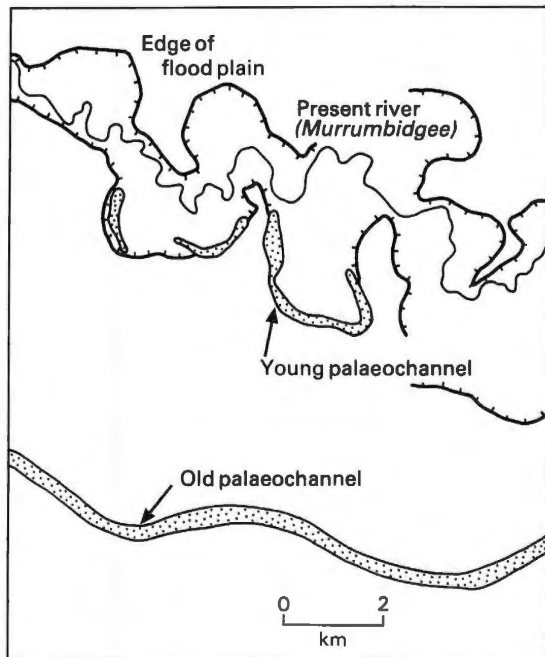 Edge of
flood plain
Present river
(Murrumbidgee)
Young palaeochannel
Old palaeochannel
0 2
km